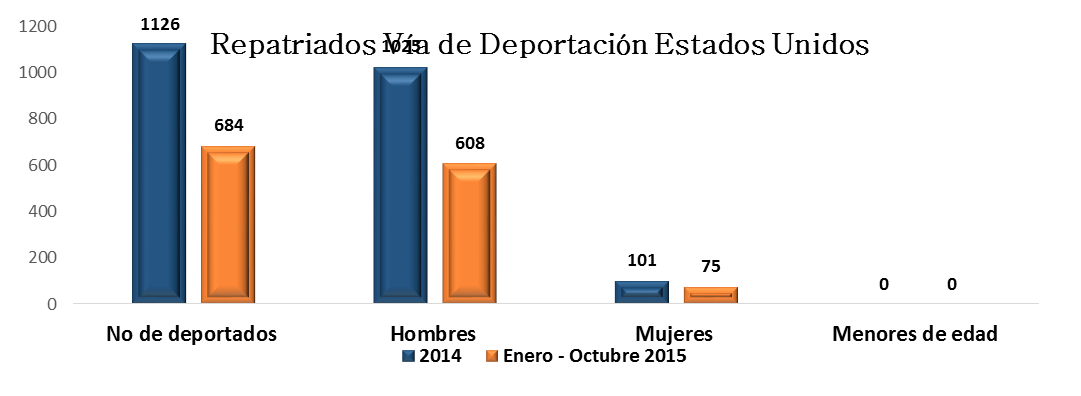 1200
1000
800
600
400
200
0
Repatriados Vía de Deportación Estados Unidos
1126
684
1025
608
101
75
0
0
No de deportados
Hombres
Mujeres
Menores de edad
2014
Enero - Octubre 2015